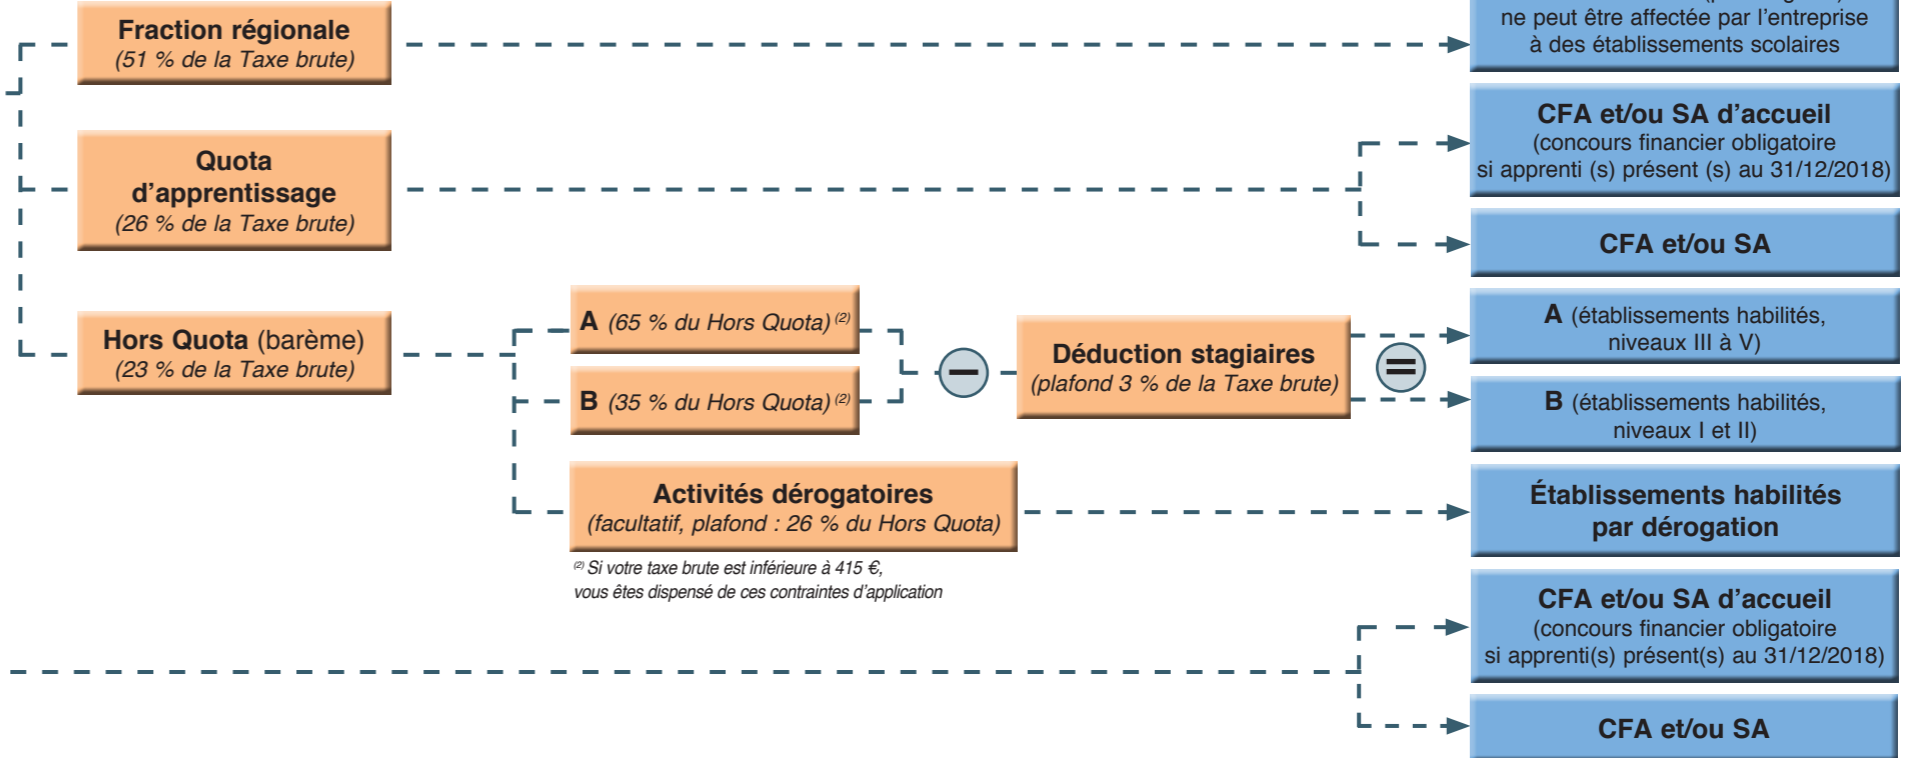 ne peut être affectée par l'entreprise
à des établissements scolaires
Fraction régionale
(51 % de la Taxe brute)
CFA et/ou SA d'accueil
(concours financier obligatoire
si apprenti (s) présent (s) au 31/12/2018)
Quota
d'apprentissage
(26 % de la Taxe brute)
CFA et/ou SA
Hors Quota (barème)
(23 % de la Taxe brute)
A (65 % du Hors Quota) (2)
B (35 % du Hors Quota) (2)
−
Déduction stagiaires
(plafond 3 % de la Taxe brute)
=
A (établissements habilités,
niveaux III à V)
B (établissements habilités,
niveaux I et II)
Activités dérogatoires
(facultatif, plafond : 26 % du Hors Quota)
Établissements habilités
par dérogation
(2) Si votre taxe brute est inférieure à 415 €,
vous êtes dispensé de ces contraintes d'application
CFA et/ou SA d'accueil
(concours financier obligatoire
si apprenti(s) présent(s) au 31/12/2018)
CFA et/ou SA